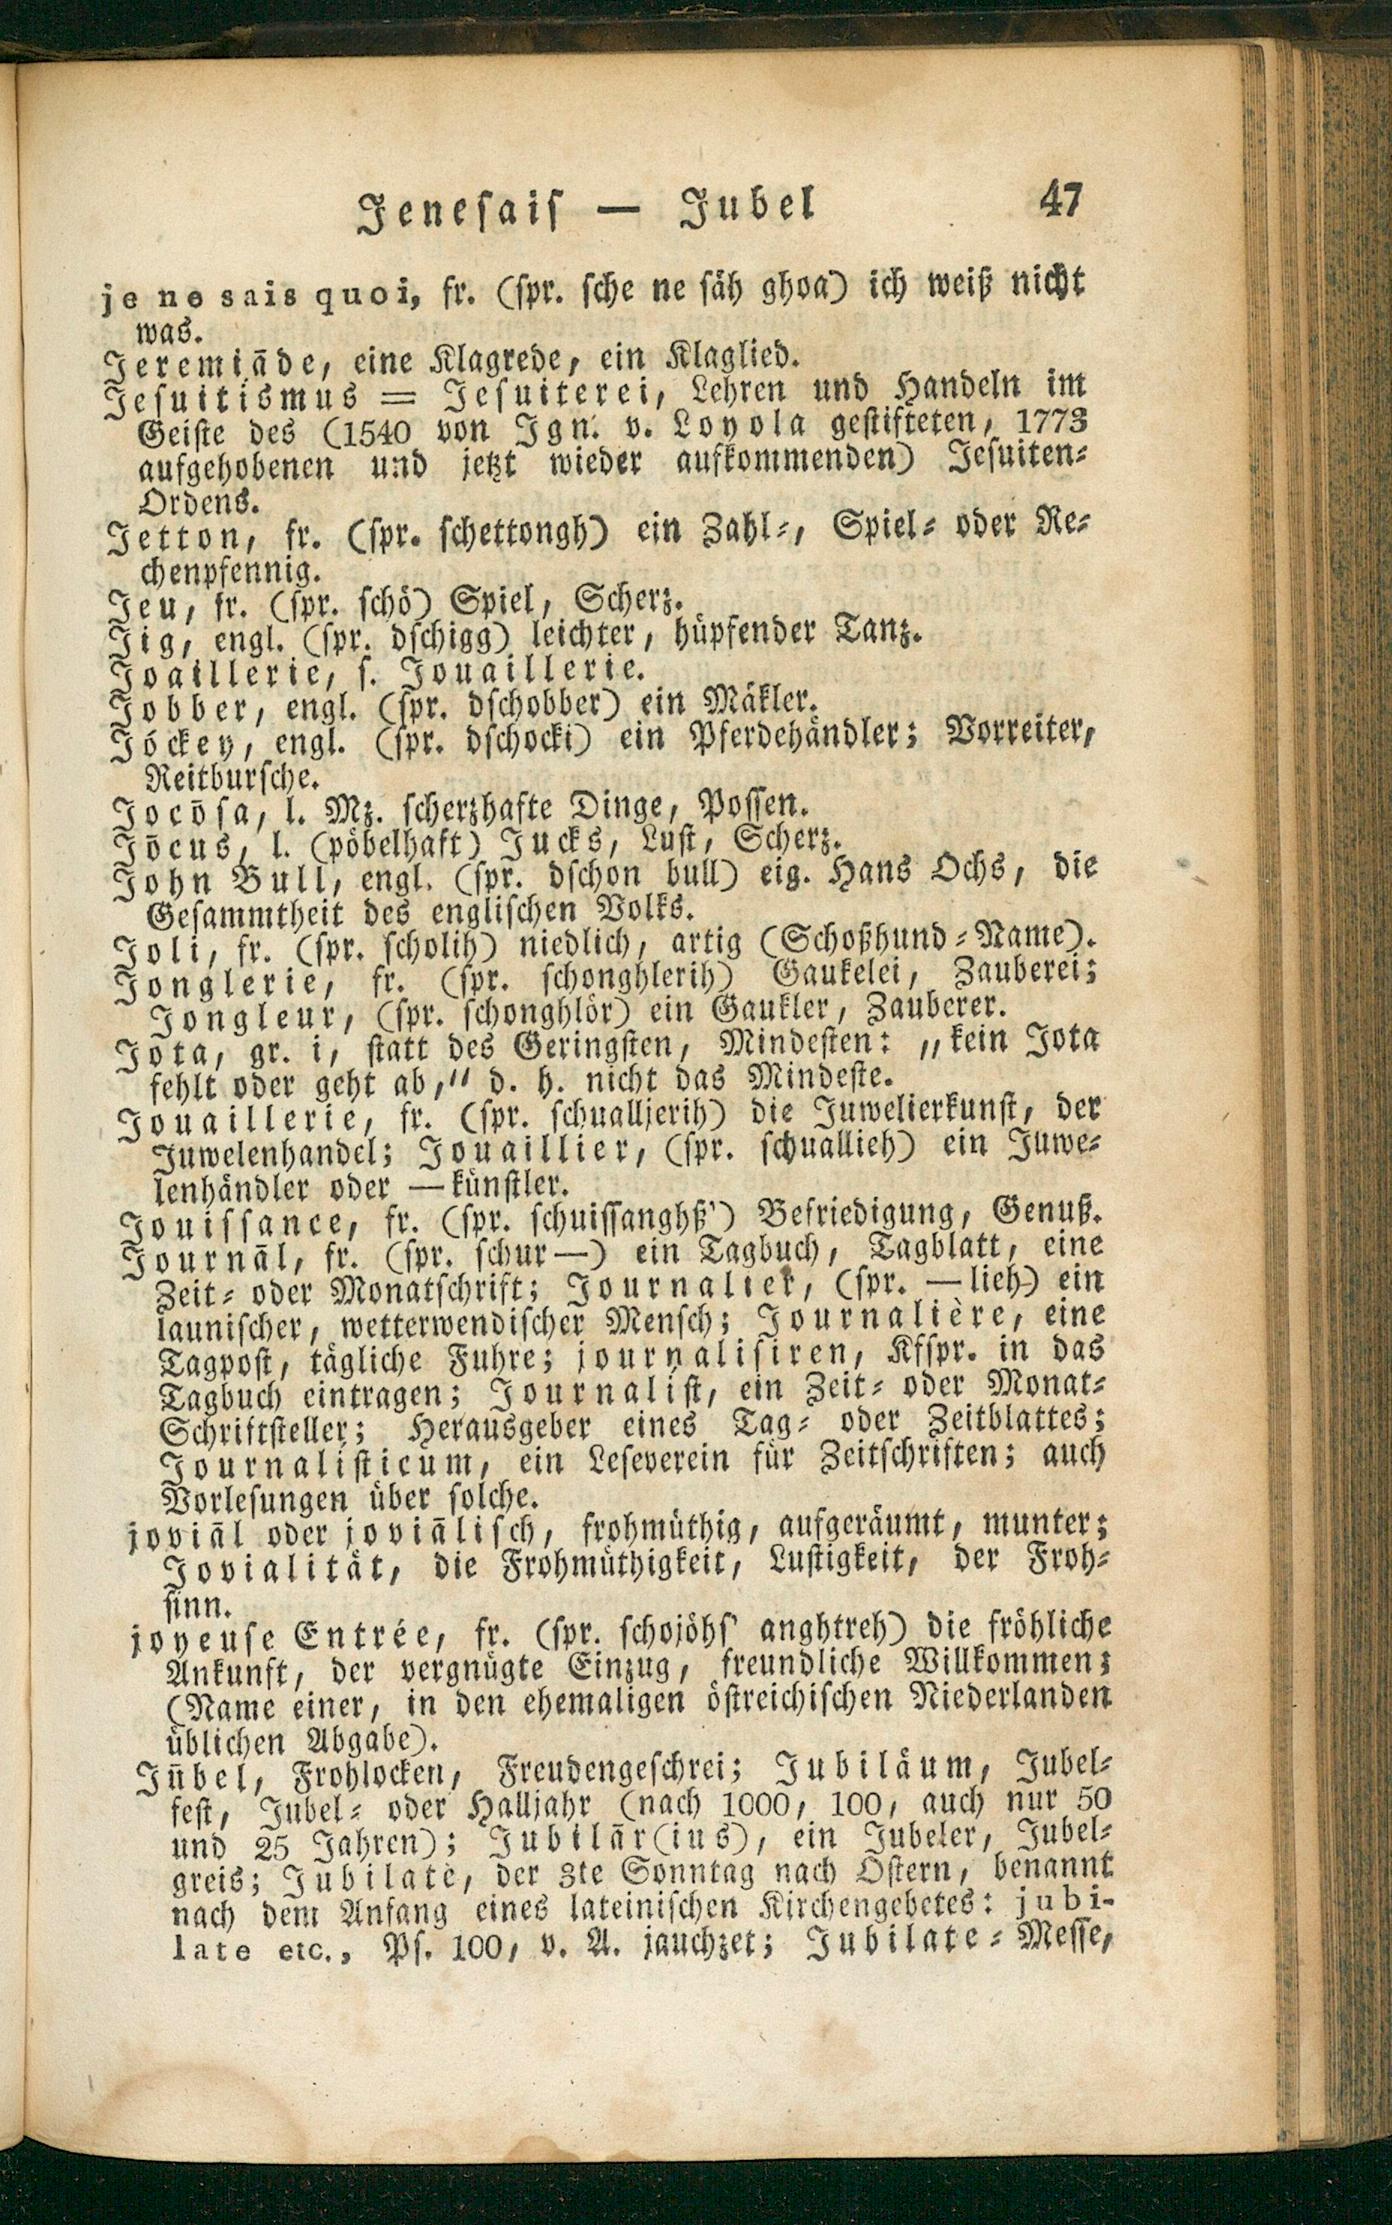 Jenesais — Jubel 47
je ne sais quoi, fr. (spr. sche ne säh ghoa) ich weiß nicht
was.
Jeremiāde, eine Klagrede, ein Klaglied.
Jesuitismus = Jesuiterei, Lehren und Handeln im
Geiste des (1540 von Ign. v. Loyola gestifteten, 1773
aufgehobenen und jetzt wieder aufkommenden) Jesuiten-
Ordens.
Jetton, fr. (spr. schettongh) ein Zahl-, Spiel- oder Re-
chenpfennig.
Jeu, fr. (spr. schö) Spiel, Scherz.
Jig, engl. (spr. dschigg) leichter, hüpfender Tanz.
Joaillerie, s. Jouaillerie.
Jobber, engl. (spr. dschobber) ein Mäkler.
Jóckey, engl. (spr. dschocki) ein Pferdehändler; Vorreiter,
Reitbursche.
Jocōsa, l. Mz. scherzhafte Dinge, Possen.
Jōcus, l. (pöbelhaft) Jucks, Lust, Scherz.
John Bull, engl. (spr. dschon bull) eig. Hans Ochs, die
Gesammtheit des englischen Volks.
Joli, fr. (spr. scholih) niedlich, artig (Schoßhund-Name).
Jonglerie, fr. (spr. schonghlerih) Gaukelei, Zauberei;
Jongleur, (spr. schonghlör) ein Gaukler, Zauberer.
Jota, gr. i, statt des Geringsten, Mindesten: „kein Jota
fehlt oder geht ab,“ d. h. nicht das Mindeste.
Jouaillerie, fr. (spr. schualljerih) die Juwelierkunst, der
Juwelenhandel; Jouaillier, (spr. schuallieh) ein Juwe-
lenhändler oder —künstler.
Jouissance, fr. (spr. schuissanghß') Befriedigung, Genuß.
Journāl, fr. (spr. schur—) ein Tagbuch, Tagblatt, eine
Zeit- oder Monatschrift; Journalier, (spr. —lieh-) ein
launischer, wetterwendischer Mensch; Journalière, eine
Tagpost, tägliche Fuhre; journalisiren, Kfspr. in das
Tagbuch eintragen; Journalist, ein Zeit- oder Monat-
Schriftsteller; Herausgeber eines Tag- oder Zeitblattes;
Journalisticum, ein Leseverein für Zeitschriften; auch
Vorlesungen über solche.
joviāl oder joviālisch, frohmüthig, aufgeräumt, munter;
Jovialität, die Frohmüthigkeit, Lustigkeit, der Froh-
sinn.
joyeuse Entrée, fr. (spr. schojöhs' anghtreh) die fröhliche
Ankunft, der vergnügte Einzug, freundliche Willkommen;
(Name einer, in den ehemaligen östreichischen Niederlanden
üblichen Abgabe).
Jūbel, Frohlocken, Freudengeschrei; Jubiläum, Jubel-
fest, Jubel- oder Halljahr (nach 1000, 100, auch nur 50
und 25 Jahren); Jubilār(ius), ein Jubeler, Jubel-
greis; Jubilate, der 3te Sonntag nach Ostern, benannt
nach dem Anfang eines lateinischen Kirchengebetes: jubi-
late etc., Ps. 100, v. A. jauchzet; Jubilate-Messe,